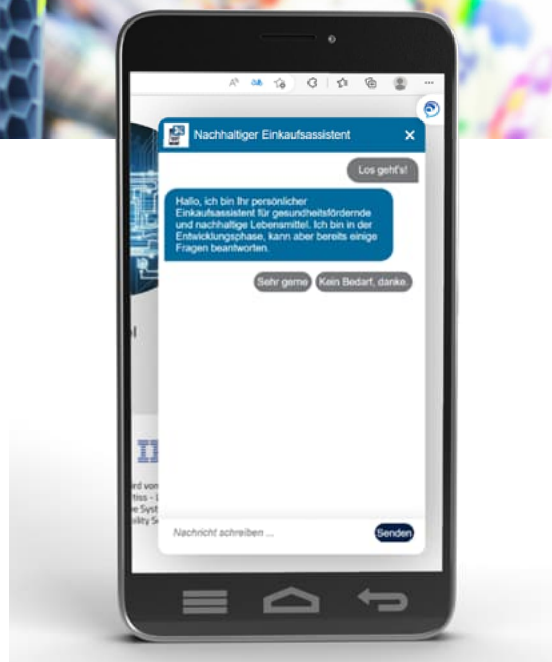 Nachhaltiger Einkaufsassistent
Los geht's!
Hallo, ich bin Ihr persönlicher
Einkaufsassistent für gesundheitsfördernde
und nachhaltige Lebensmittel. Ich bin in der
Entwicklungsphase, kann aber bereits einige
Fragen beantworten.
Sehr gerne
Kein Bedarf, danke.
Nachricht schreiben ...
Senden